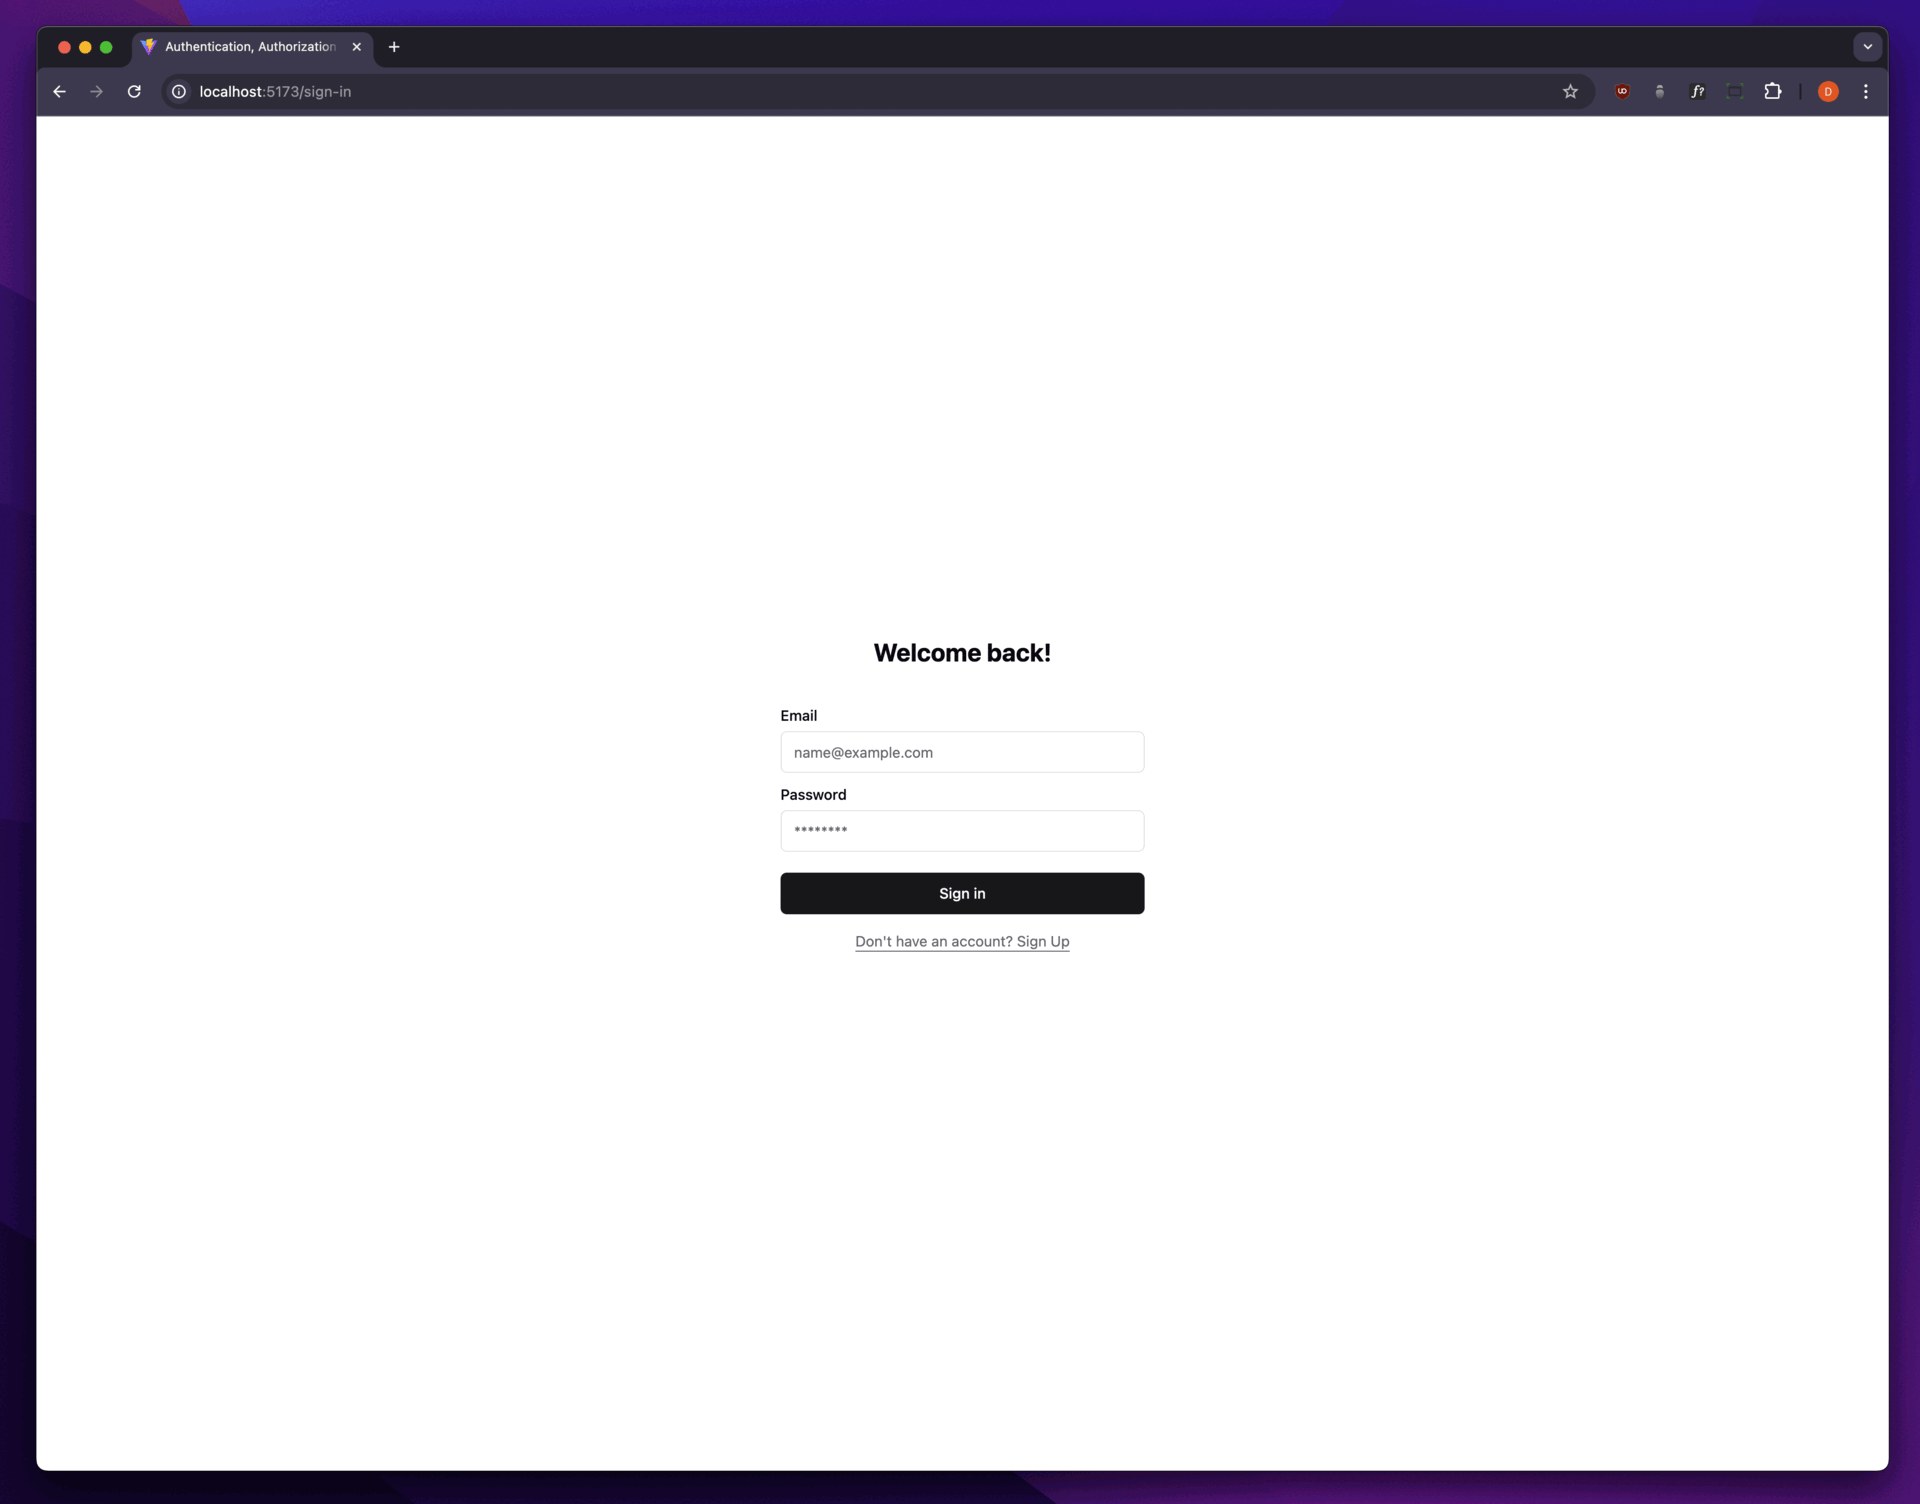 Authentication, Authorization
localhost:5173/sign-in
f?
D
Welcome back!
Email
name@example.com
Password
********
Sign in
Don't have an account? Sign Up